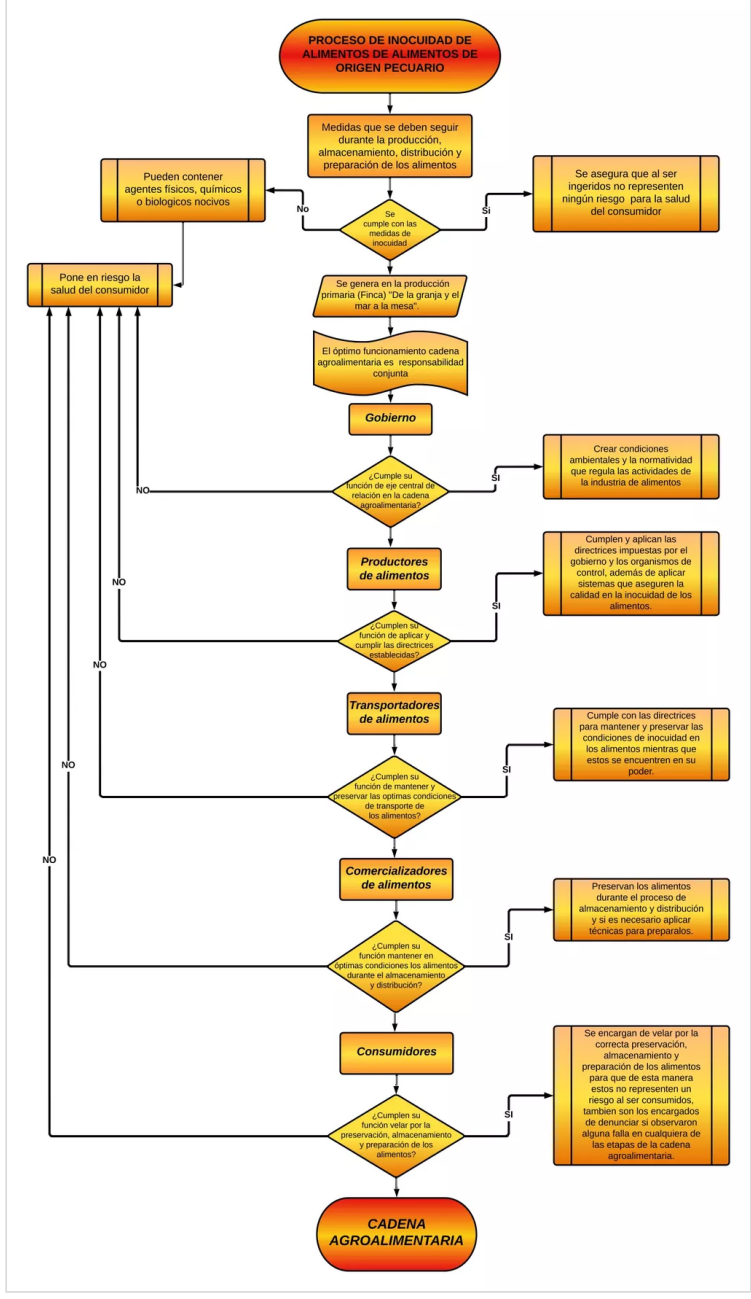 PROCESO DE INOCUIDAD DE
ALIMENTOS DE ALIMENTOS DE
ORIGEN PECUARIO
Medidas que se deben seguir
durante la producción,
almacenamiento, distribución y
preparación de los alimentos
Pueden contener
agentes físicos, químicos
o biologicos nocivos
Se asegura que al ser
ingeridos no representen
ningún riesgo para la salud
del consumidor
No
Se
cumple con las
medidas de
inocuidad
Si
Pone en riesgo la
salud del consumidor
Se genera en la producción
primaria (Finca) "De la granja y el
mar a la mesa".
El óptimo funcionamiento cadena
agroalimentaria es responsabilidad
conjunta
Gobierno
¿Cumple su
función de eje central de
relación en la cadena
agroalimentaria?
NO
SI
Crear condiciones
ambientales y la normatividad
que regula las actividades de
la industria de alimentos
Productores
de alimentos
Cumplen y aplican las
directrices impuestas por el
gobierno y los organismos de
control, además de aplicar
sistemas que aseguren la
calidad en la inocuidad de los
alimentos.
NO
SI
¿Cumplen su
función de aplicar y
cumplir las directrices
establecidas?
NO
Transportadores
de alimentos
Cumple con las directrices
para mantener y preservar las
condiciones de inocuidad en
los alimentos mientras que
estos se encuentren en su
poder.
NO
SI
¿Cumplen su
función de mantener y
preservar las optimas condiciones
de transporte de
los alimentos?
NO
Comercializadores
de alimentos
Preservan los alimentos
durante el proceso de
almacenamiento y distribución
y si es necesario aplicar
técnicas para preparalos.
SI
¿Cumplen su
función mantener en
óptimas condiciones los alimentos
durante el almacenamiento
y distribución?
Consumidores
Se encargan de velar por la
correcta preservación,
almacenamiento y
preparación de los alimentos
para que de esta manera
estos no representen un
riesgo al ser consumidos,
tambien son los encargados
de denunciar si observaron
alguna falla en cualquiera de
las etapas de la cadena
agroalimentaria.
SI
¿Cumplen su
función velar por la
preservación, almacenamiento
y preparación de los
alimentos?
CADENA
AGROALIMENTARIA